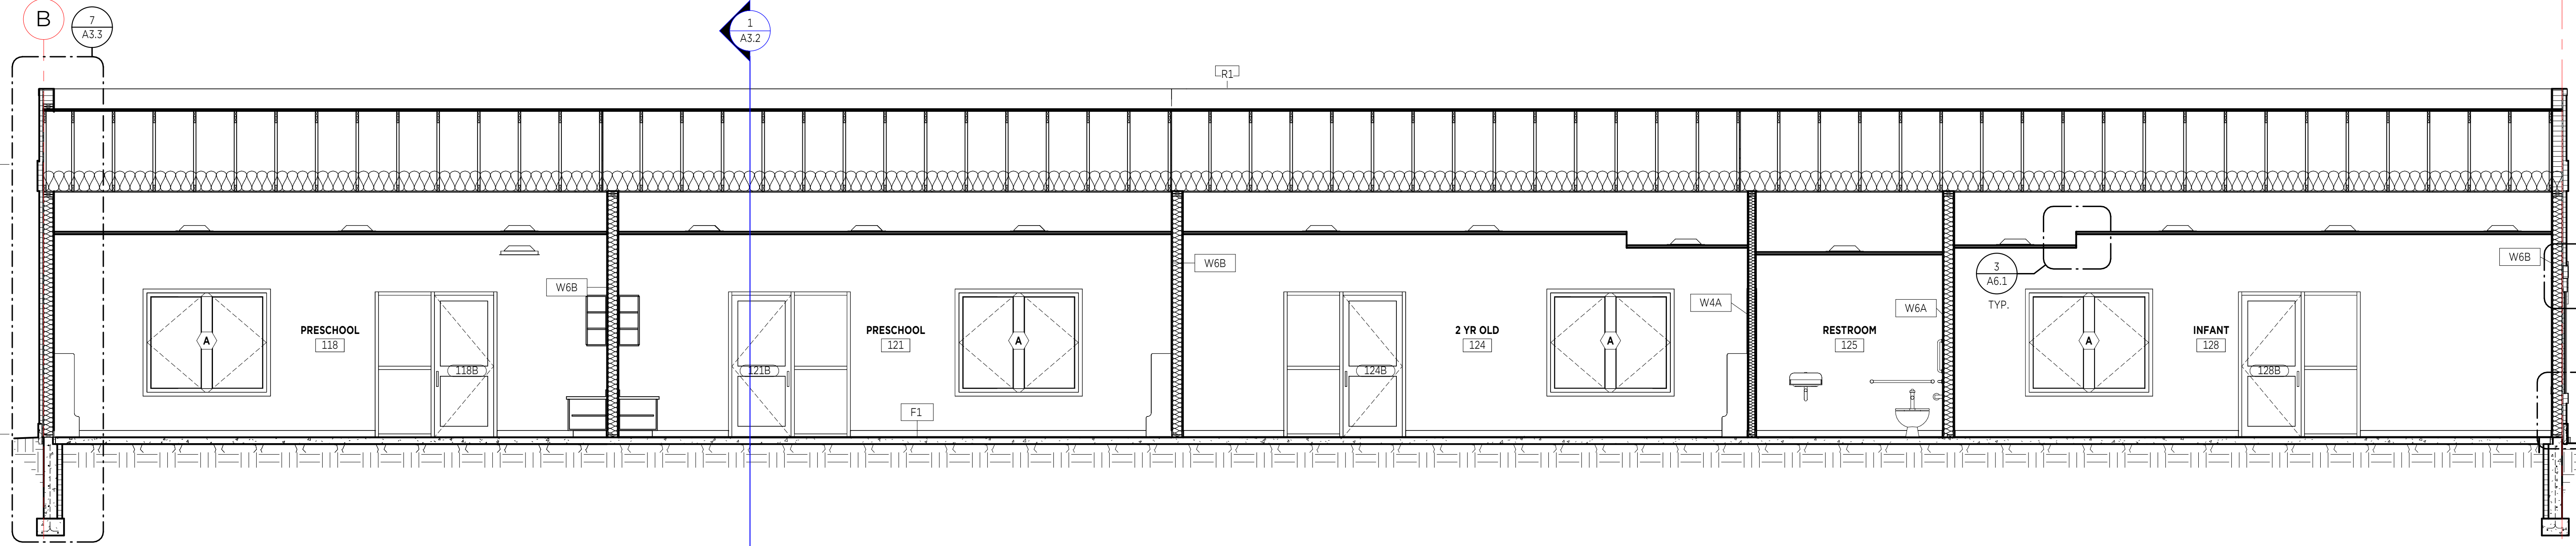 B
7
A3.3
1
A3.2
R1
W6B
W6B
W4A
W6A
3
A6.1
TYP.
W6B
PRESCHOOL
118
A
118B
PRESCHOOL
121
A
121B
F1
2 YR OLD
124
A
124B
RESTROOM
125
INFANT
128
A
128B